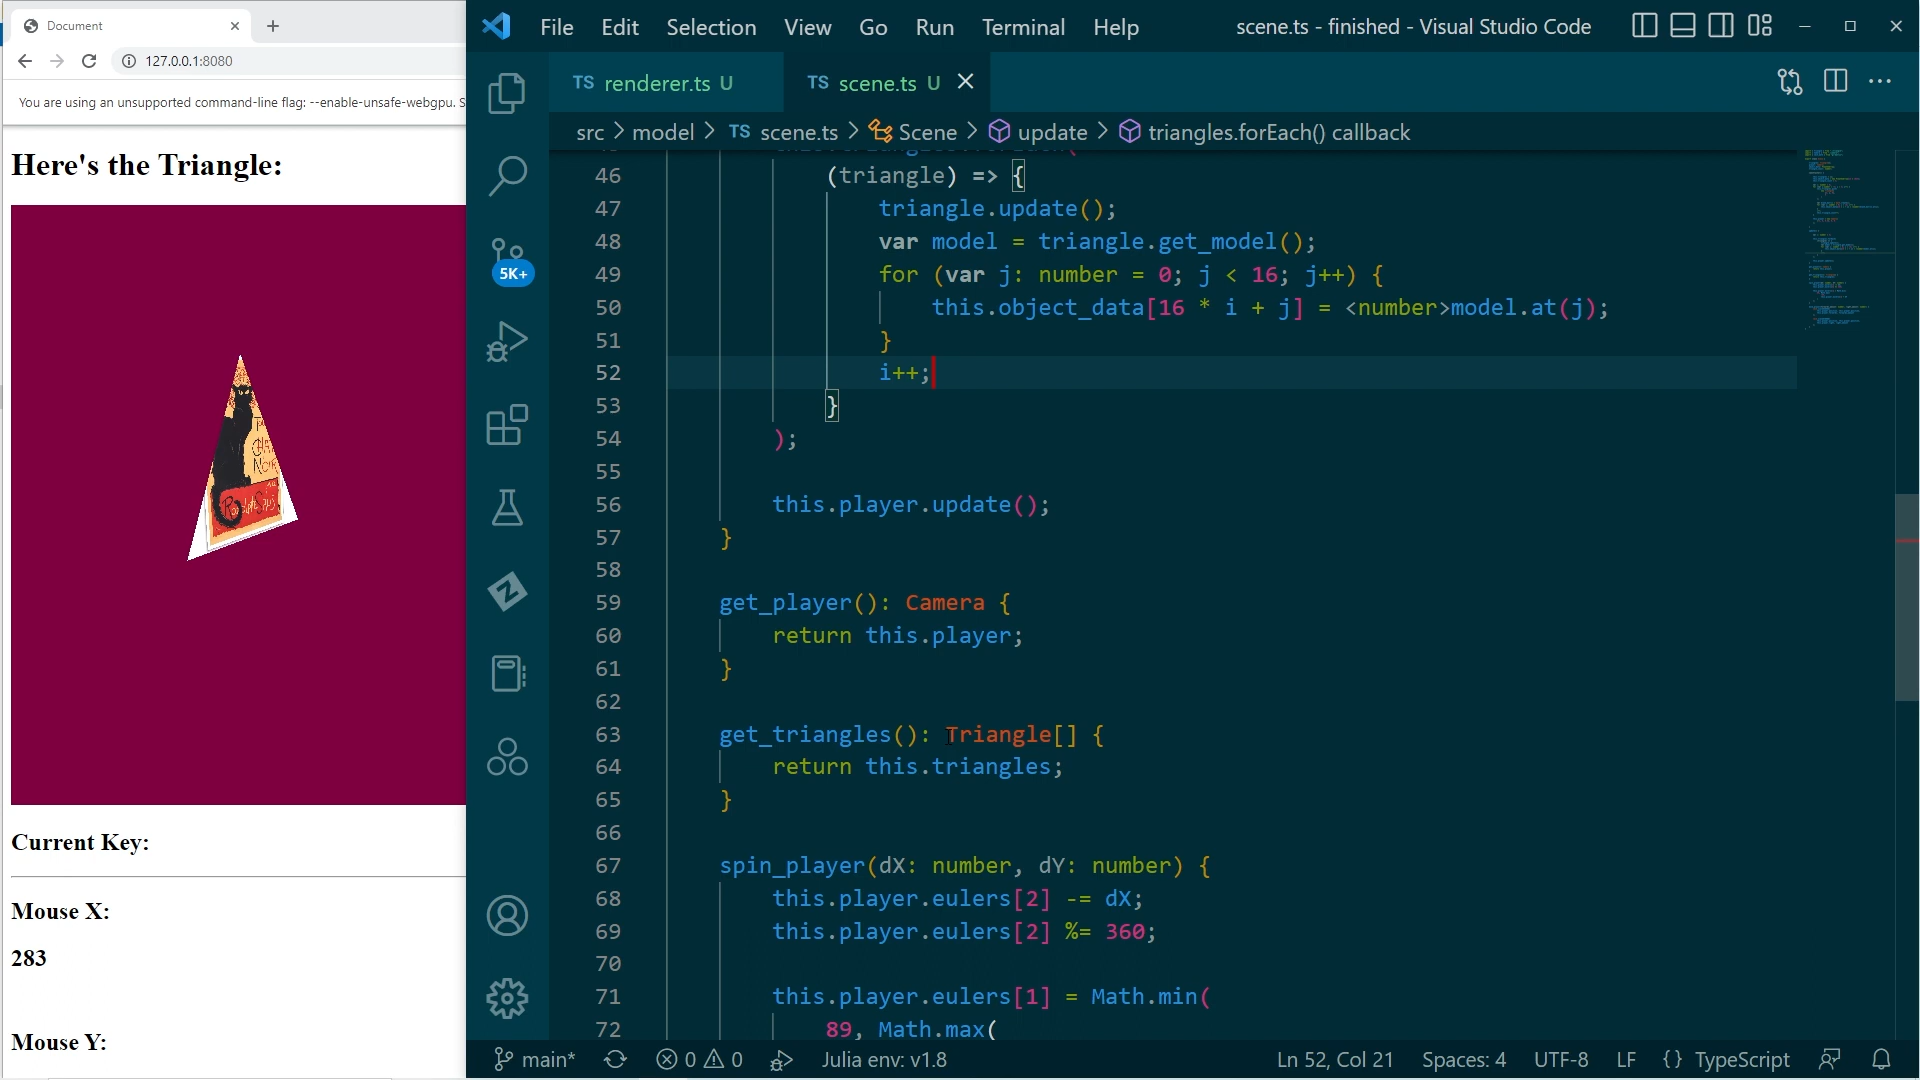 Document
127.0.0.1:8080
You are using an unsupported command-line flag: --enable-unsafe-webgpu. S
Here's the Triangle:
Current Key:
Mouse X:
283
Mouse Y:
File Edit Selection View Go Run Terminal Help
scene.ts - finished - Visual Studio Code
TS renderer.ts U
TS scene.ts U
src > model > TS scene.ts > Scene > update > triangles.forEach() callback
5K+
46 (triangle) => {
47 triangle.update();
48 var model = triangle.get_model();
49 for (var j: number = 0; j < 16; j++) {
50 this.object_data[16 * i + j] = <number>model.at(j);
51 }
52 i++;
53 }
54 );
55
56 this.player.update();
57 }
58
59 get_player(): Camera {
60 return this.player;
61 }
62
63 get_triangles(): Triangle[] {
64 return this.triangles;
65 }
66
67 spin_player(dX: number, dY: number) {
68 this.player.eulers[2] -= dX;
69 this.player.eulers[2] %= 360;
70
71 this.player.eulers[1] = Math.min(
72 89, Math.max(
main* 0 0 Julia env: v1.8 Ln 52, Col 21 Spaces: 4 UTF-8 LF {} TypeScript